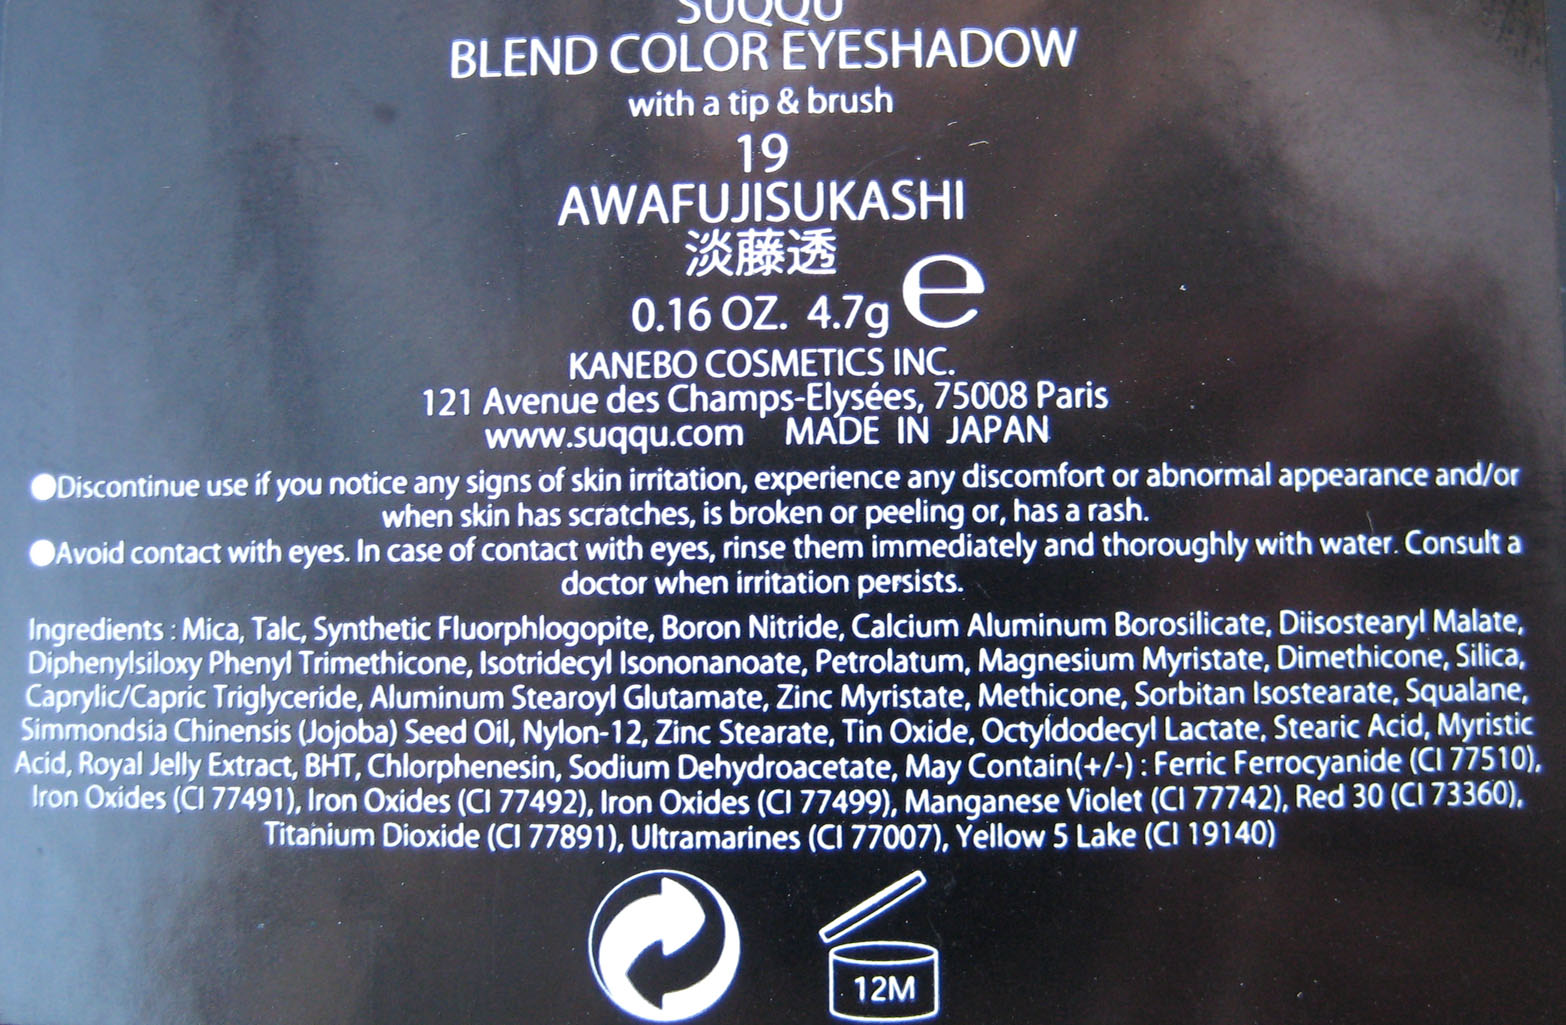 SUQQU
BLEND COLOR EYESHADOW
with a tip & brush
19
AWAFUJISUKASHI
淡藤透
0.16 OZ. 4.7g e
KANEBO COSMETICS INC.
121 Avenue des Champs-Elysées, 75008 Paris
www.suqqu.com MADE IN JAPAN
●Discontinue use if you notice any signs of skin irritation, experience any discomfort or abnormal appearance and/or
when skin has scratches, is broken or peeling or, has a rash.
●Avoid contact with eyes. In case of contact with eyes, rinse them immediately and thoroughly with water. Consult a
doctor when irritation persists.
Ingredients : Mica, Talc, Synthetic Fluorphlogopite, Boron Nitride, Calcium Aluminum Borosilicate, Diisostearyl Malate,
Diphenylsiloxy Phenyl Trimethicone, Isotridecyl Isononanoate, Petrolatum, Magnesium Myristate, Dimethicone, Silica,
Caprylic/Capric Triglyceride, Aluminum Stearoyl Glutamate, Zinc Myristate, Methicone, Sorbitan Isostearate, Squalane,
Simmondsia Chinensis (Jojoba) Seed Oil, Nylon-12, Zinc Stearate, Tin Oxide, Octyldodecyl Lactate, Stearic Acid, Myristic
Acid, Royal Jelly Extract, BHT, Chlorphenesin, Sodium Dehydroacetate, May Contain(+/-) : Ferric Ferrocyanide (CI 77510),
Iron Oxides (CI 77491), Iron Oxides (CI 77492), Iron Oxides (CI 77499), Manganese Violet (CI 77742), Red 30 (CI 73360),
Titanium Dioxide (CI 77891), Ultramarines (CI 77007), Yellow 5 Lake (CI 19140)
12M